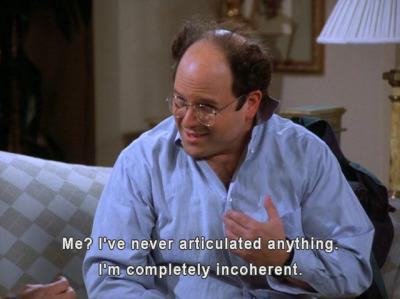 Me? I've never articulated anything.
I'm completely incoherent.